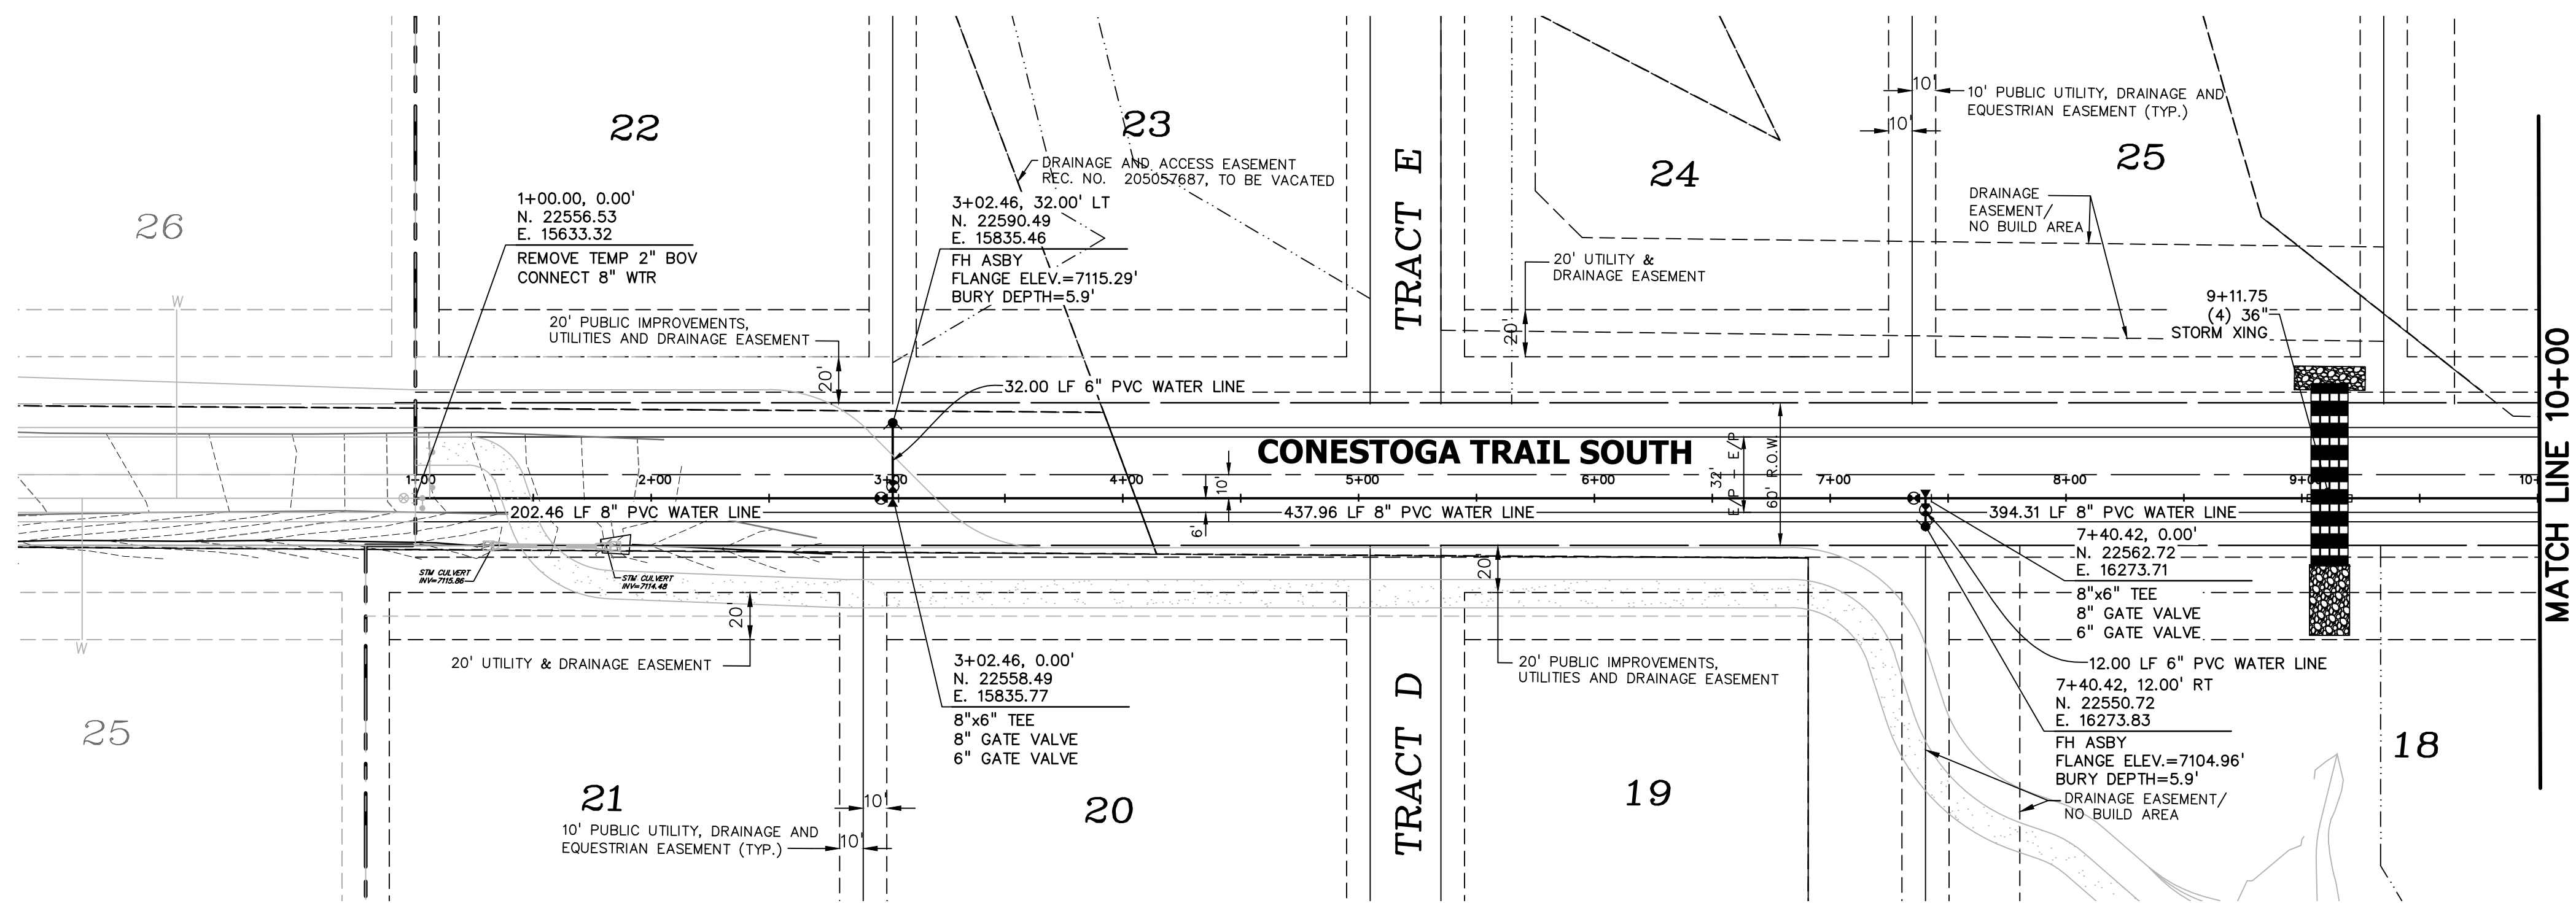 22
23
24
25
26
TRACT E
10'
10'
10' PUBLIC UTILITY, DRAINAGE AND
EQUESTRIAN EASEMENT (TYP.)
DRAINAGE AND ACCESS EASEMENT
REC. NO. 205057687, TO BE VACATED
1+00.00, 0.00'
N. 22556.53
E. 15633.32
REMOVE TEMP 2" BOV
CONNECT 8" WTR
3+02.46, 32.00' LT
N. 22590.49
E. 15835.46
FH ASBY
FLANGE ELEV.=7115.29'
BURY DEPTH=5.9'
DRAINAGE
EASEMENT/
NO BUILD AREA
20' UTILITY &
DRAINAGE EASEMENT
20'
9+11.75
(4) 36"
STORM XING
W
20' PUBLIC IMPROVEMENTS,
UTILITIES AND DRAINAGE EASEMENT
20'
32.00 LF 6" PVC WATER LINE
CONESTOGA TRAIL SOUTH
32'
E/P - E/P
60' R.O.W.
MATCH LINE 10+00
1+00
2+00
3+00
4+00
5+00
6+00
7+00
8+00
9+0
10+
10'
6'
202.46 LF 8" PVC WATER LINE
437.96 LF 8" PVC WATER LINE
394.31 LF 8" PVC WATER LINE
STM CULVERT
INV=7115.86
STM CULVERT
INV=7114.48
7+40.42, 0.00'
N. 22562.72
E. 16273.71
8"x6" TEE
8" GATE VALVE
6" GATE VALVE
20'
20'
W
20' UTILITY & DRAINAGE EASEMENT
3+02.46, 0.00'
N. 22558.49
E. 15835.77
8"x6" TEE
8" GATE VALVE
6" GATE VALVE
20' PUBLIC IMPROVEMENTS,
UTILITIES AND DRAINAGE EASEMENT
12.00 LF 6" PVC WATER LINE
7+40.42, 12.00' RT
N. 22550.72
E. 16273.83
FH ASBY
FLANGE ELEV.=7104.96'
BURY DEPTH=5.9'
DRAINAGE EASEMENT/
NO BUILD AREA
25
21
20
TRACT D
19
18
10'
10'
10' PUBLIC UTILITY, DRAINAGE AND
EQUESTRIAN EASEMENT (TYP.)